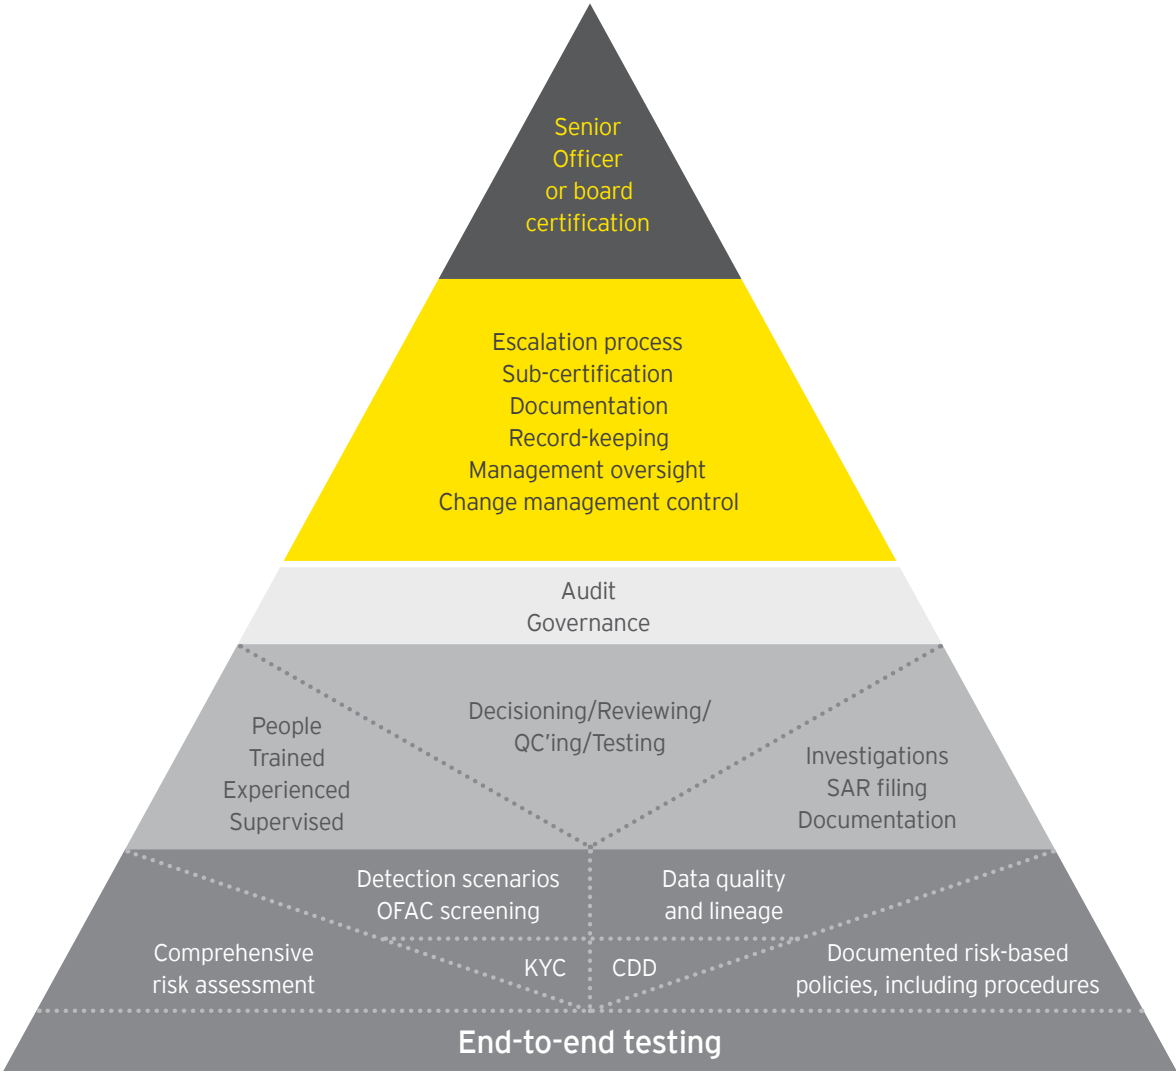 Senior
Officer
or board
certification
Escalation process
Sub-certification
Documentation
Record-keeping
Management oversight
Change management control
Audit
Governance
People
Trained
Experienced
Supervised
Decisioning/Reviewing/
QC’ing/Testing
Investigations
SAR filing
Documentation
Detection scenarios
OFAC screening
Data quality
and lineage
Comprehensive
risk assessment
KYC
CDD
Documented risk-based
policies, including procedures
End-to-end testing